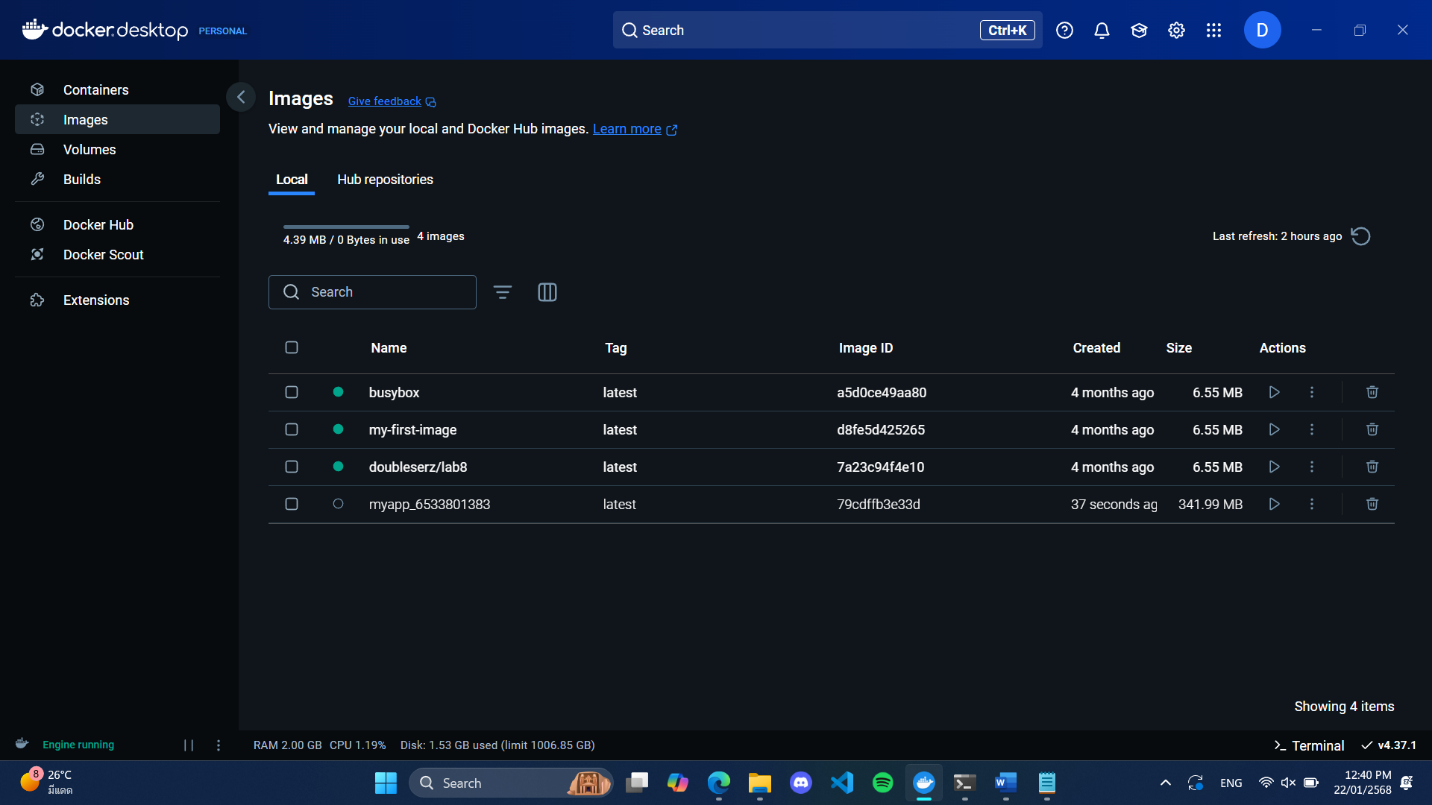 docker.desktop PERSONAL
Search Ctrl+K
D
Containers
Images
Volumes
Builds
Docker Hub
Docker Scout
Extensions
Images Give feedback
View and manage your local and Docker Hub images. Learn more
Local Hub repositories
4.39 MB / 0 Bytes in use 4 images
Last refresh: 2 hours ago
Search
Name Tag Image ID Created Size Actions
busybox latest a5d0ce49aa80 4 months ago 6.55 MB
my-first-image latest d8fe5d425265 4 months ago 6.55 MB
doubleserz/lab8 latest 7a23c94f4e10 4 months ago 6.55 MB
myapp_6533801383 latest 79cdffb3e33d 37 seconds ag 341.99 MB
Showing 4 items
Engine running
RAM 2.00 GB CPU 1.19% Disk: 1.53 GB used (limit 1006.85 GB)
Terminal v4.37.1
8 26°C
มีแดด
Search
ENG
12:40 PM
22/01/2568